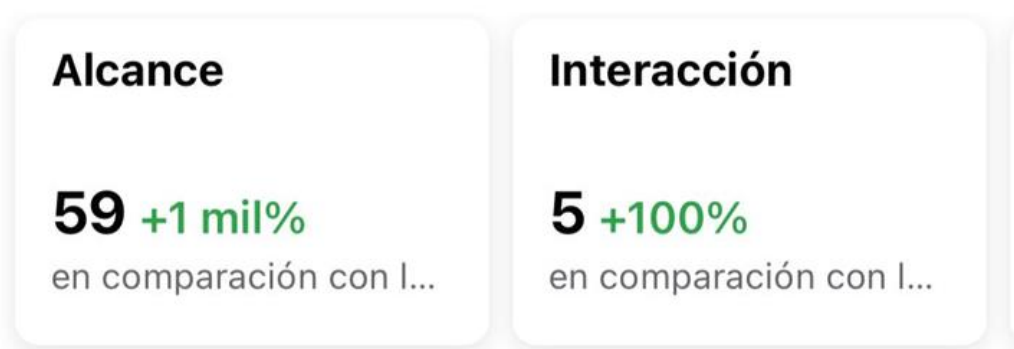 Alcance
59 +1 mil%
en comparación con l...
Interacción
5 +100%
en comparación con l...